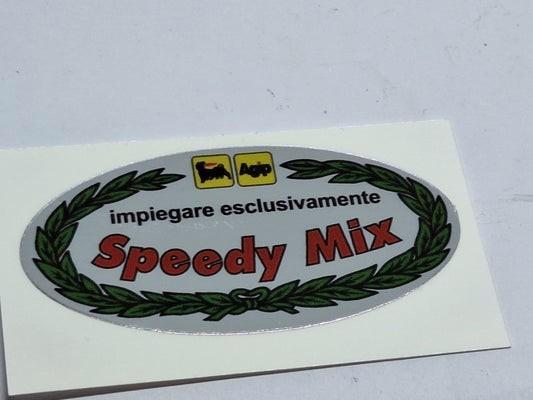 Agip
impiegare esclusivamente
Speedy Mix